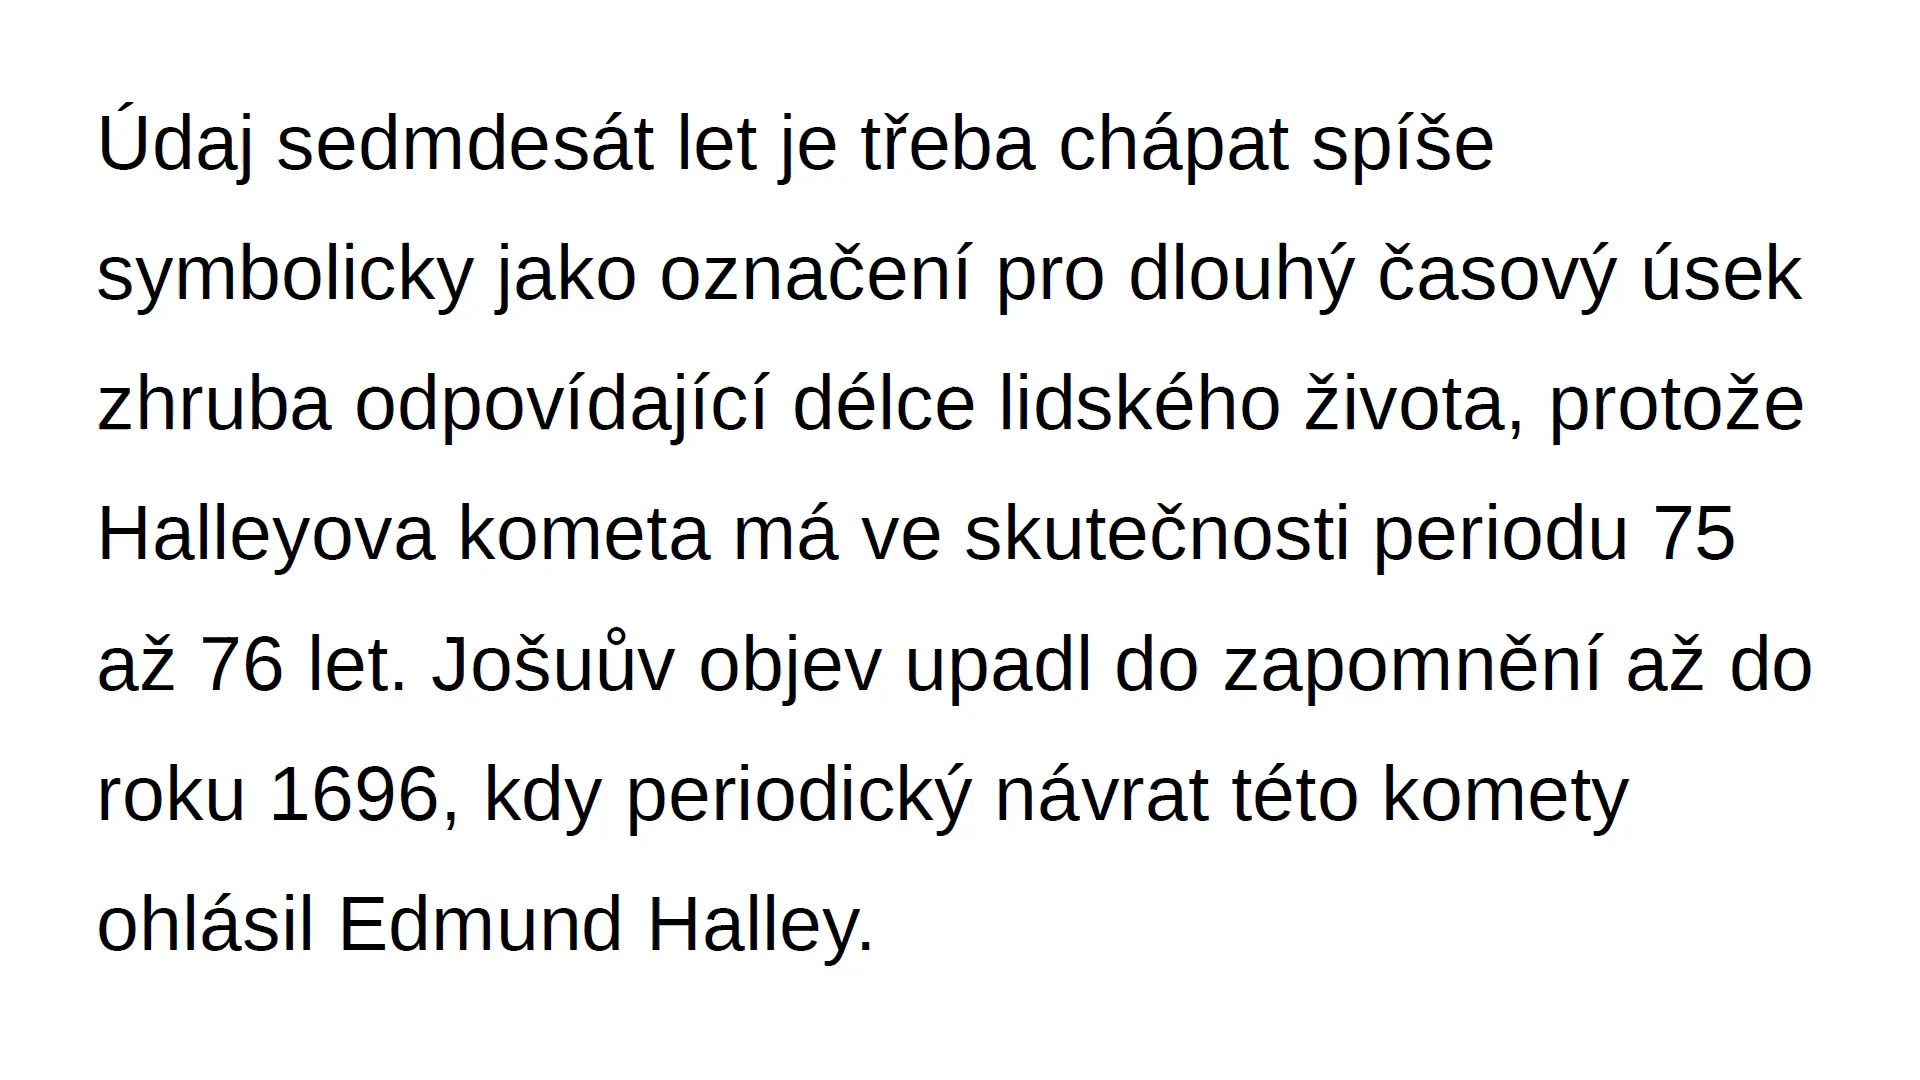 Údaj sedmdesát let je třeba chápat spíše
symbolicky jako označení pro dlouhý časový úsek
zhruba odpovídající délce lidského života, protože
Halleyova kometa má ve skutečnosti periodu 75
až 76 let. Jošuův objev upadl do zapomnění až do
roku 1696, kdy periodický návrat této komety
ohlásil Edmund Halley.